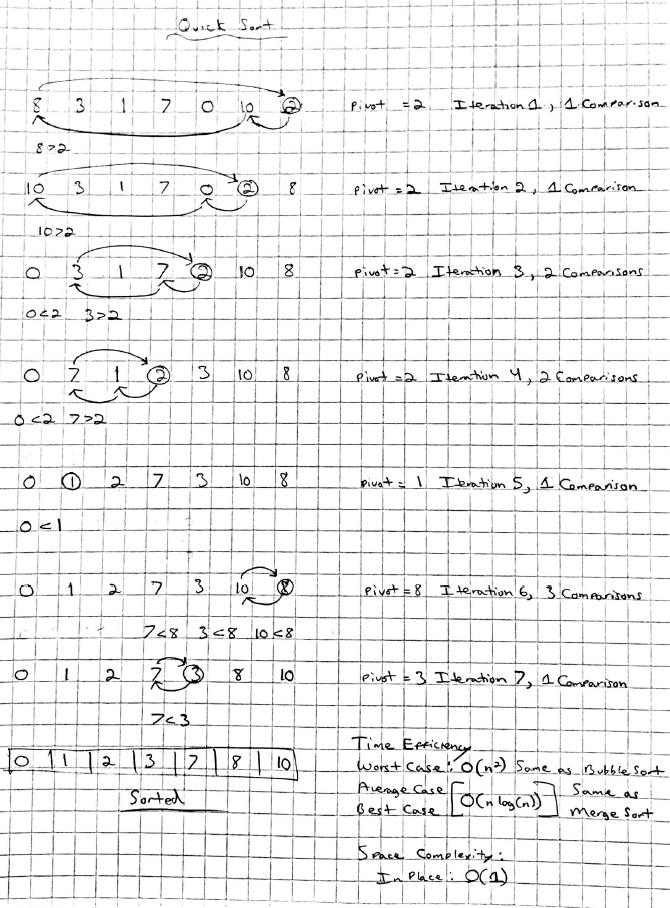 Quick Sort
8 3 1 7 0 10 2 Pivot = 2 Iteration 1, 1 Comparison
8>2
10 3 1 7 0 2 8 Pivot = 2 Iteration 2, 1 Comparison
10>2
0 3 1 7 2 10 8 Pivot = 2 Iteration 3, 2 Comparisons
0<2 3>2
0 7 1 2 3 10 8 Pivot = 2 Iteration 4, 2 Comparisons
0<2 7>2
0 1 2 7 3 10 8 Pivot = 1 Iteration 5, 1 Comparison
0<1
0 1 2 7 3 10 8 Pivot = 8 Iteration 6, 3 Comparisons
7<8 3<8 10<8
0 1 2 7 3 8 10 Pivot = 3 Iteration 7, 1 Comparison
7<3
0 1 2 3 7 8 10
Sorted
Time Efficiency
Worst Case: O(n²) Same as Bubble Sort
Average Case
Best Case
[O(n log(n))]
Same as
Merge Sort
Space Complexity:
In Place: O(1)